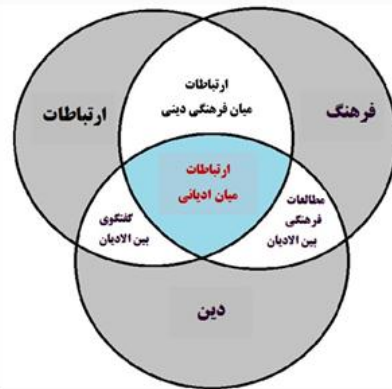 ارتباطات
میان فرهنگی دینی
فرهنگ
ارتباطات
ارتباطات
میان ادیانی
مطالعات
فرهنگی
بین الادیان
گفتگوی
بین الادیان
دین